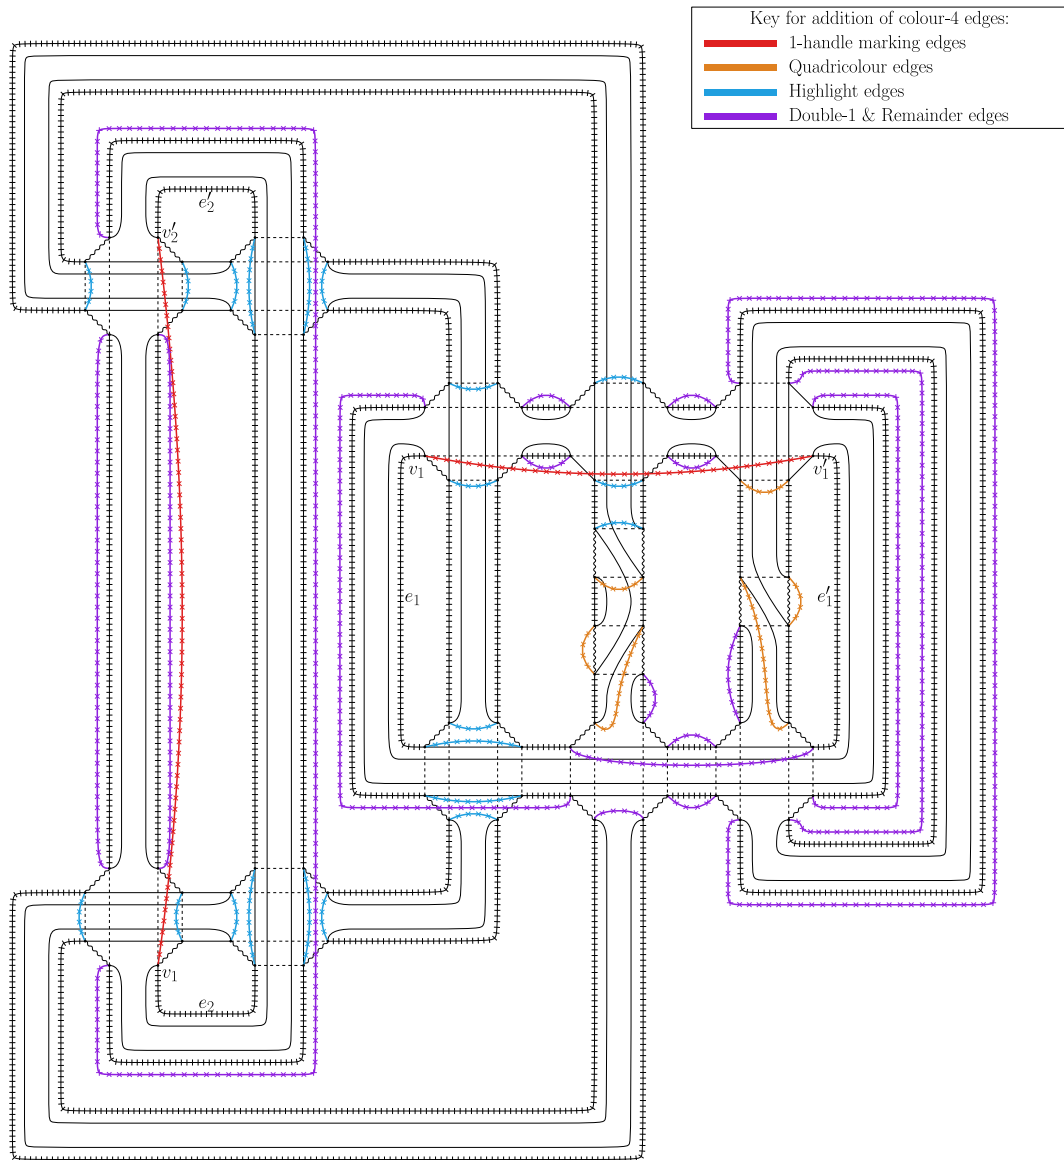 Key for addition of colour-4 edges:
1-handle marking edges
Quadricolour edges
Highlight edges
Double-1 & Remainder edges
e′₂
v′₂
v₁
v′₁
e₁
e′₁
v₁
e₂